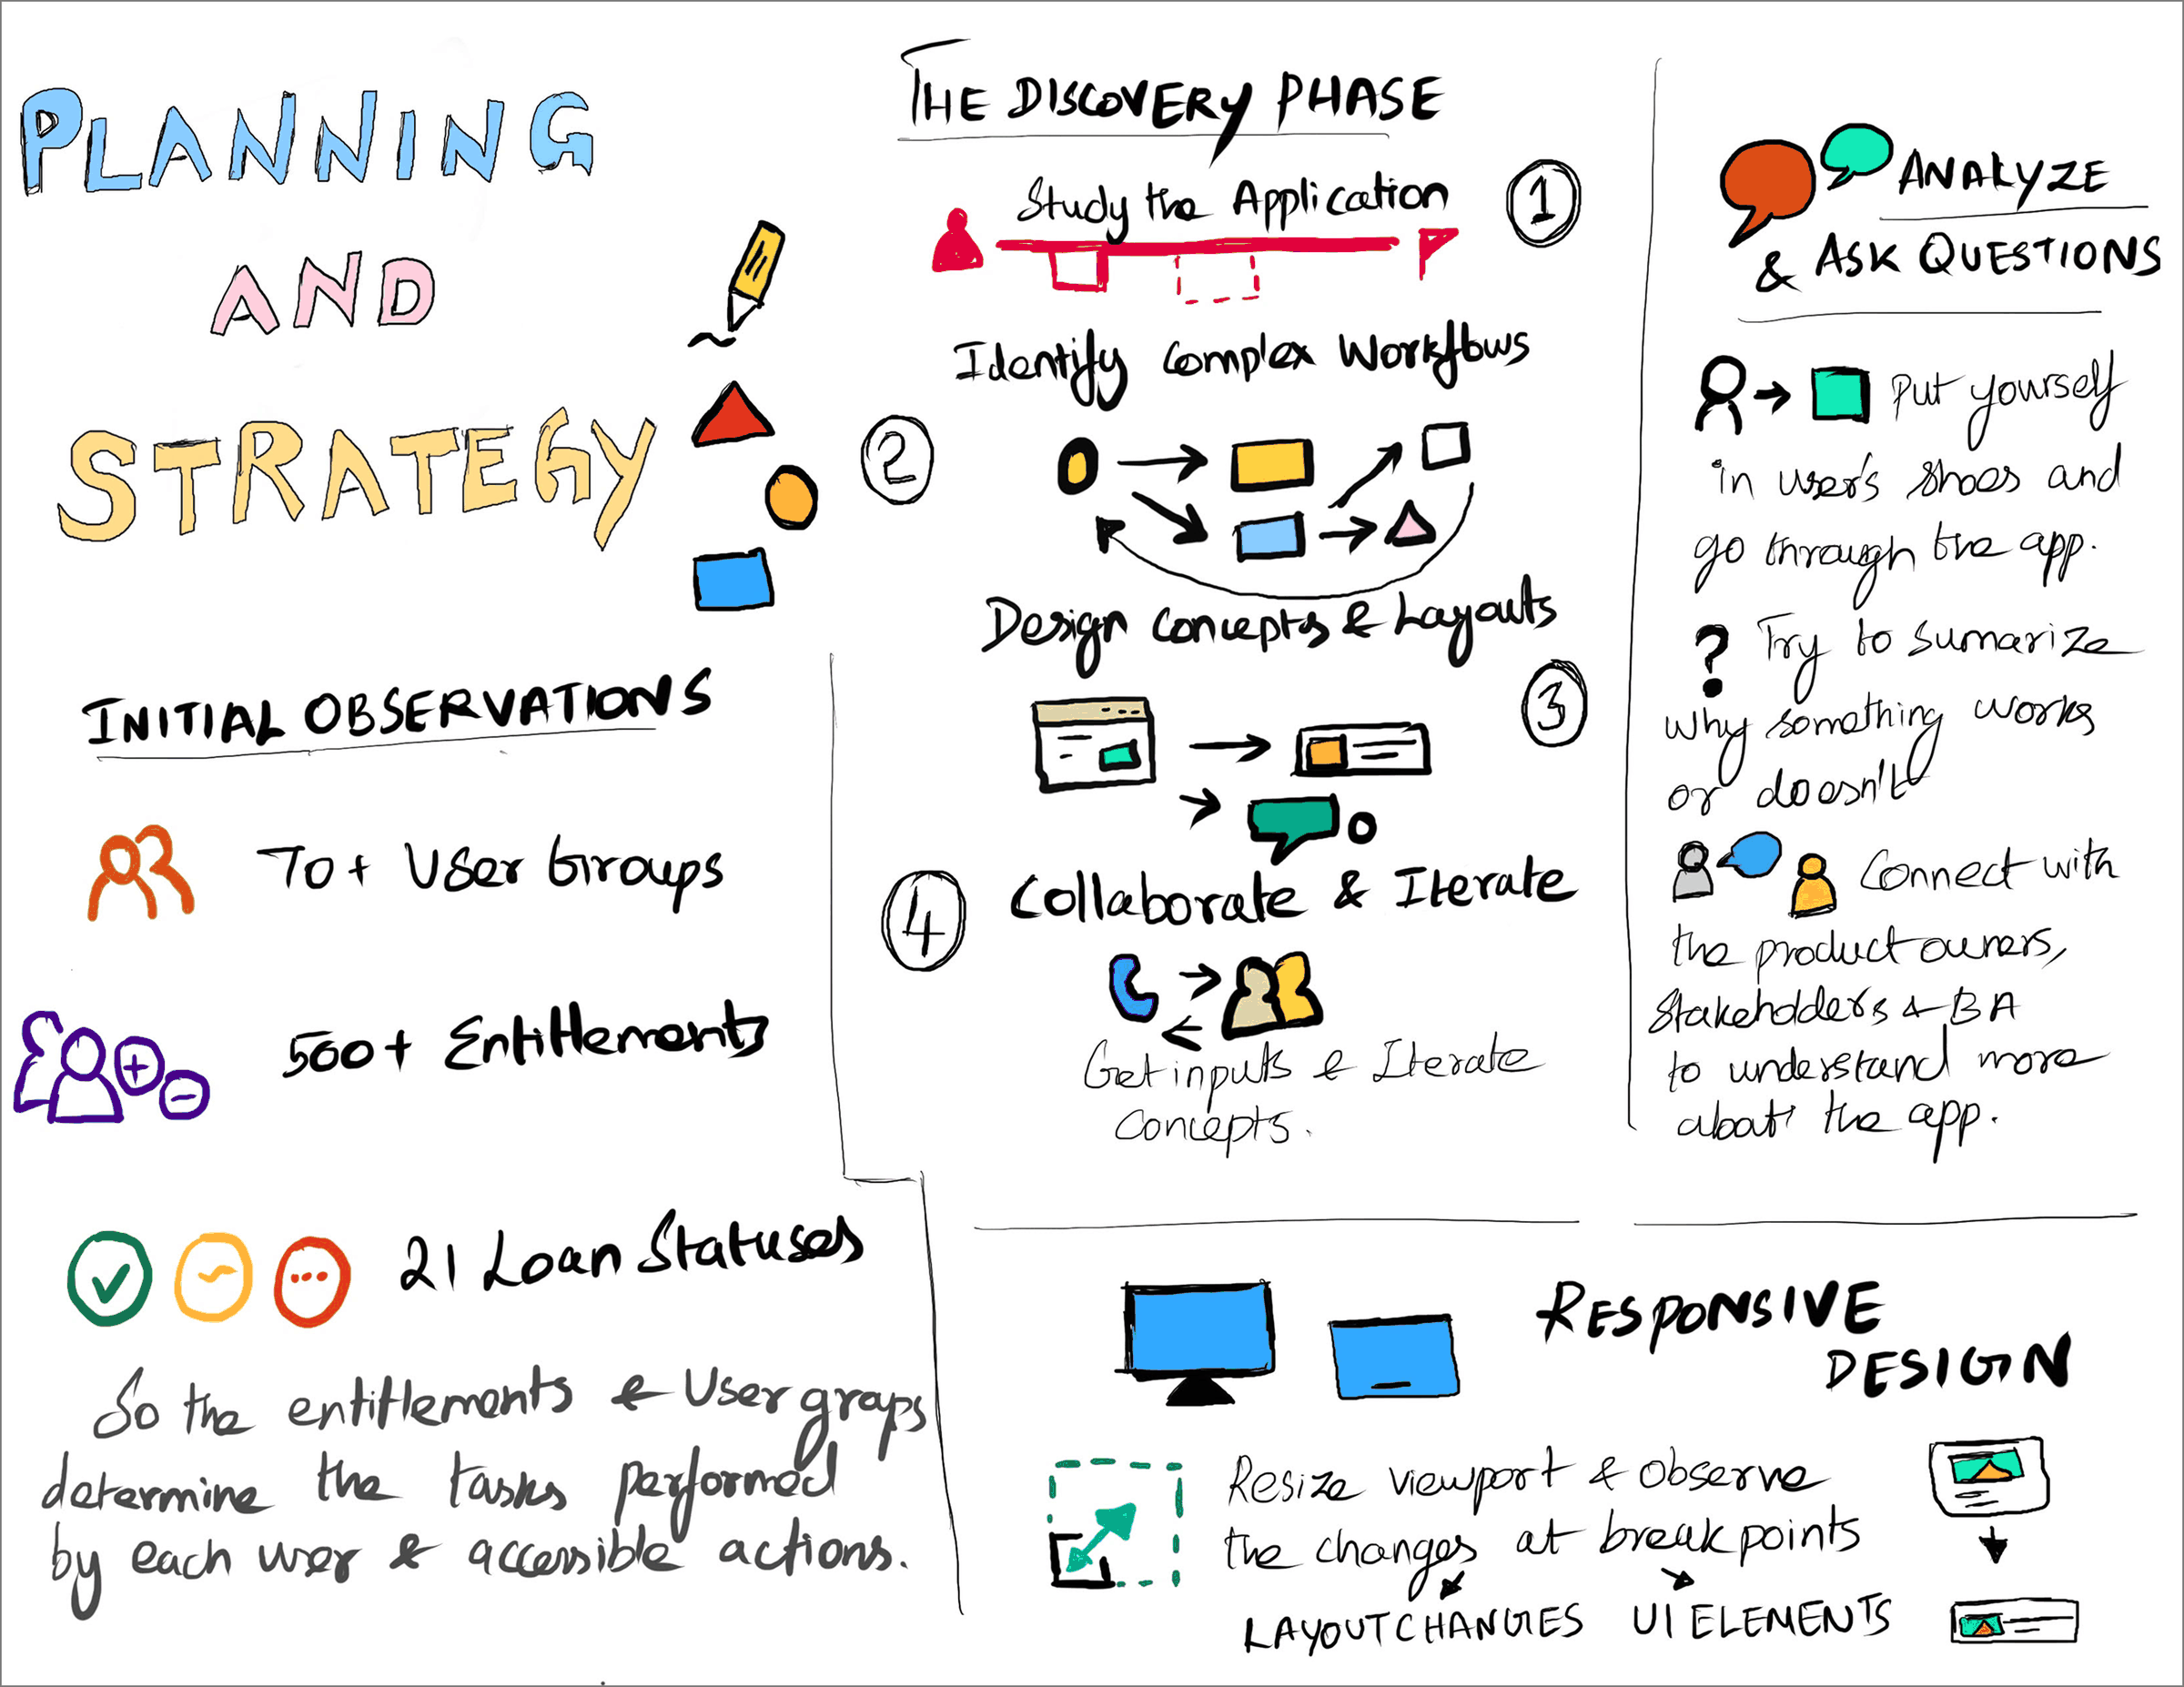 PLANNING
AND
STRATEGY
INITIAL OBSERVATIONS
70+ User Groups
500+ Entitlements
21 Loan Statuses
So the entitlements & User groups
determine the tasks performed
by each user & accessible actions.
THE DISCOVERY PHASE
Study the Application
1
Identify Complex Workflows
2
Design Concepts & Layouts
3
4
Collaborate & Iterate
Get inputs & Iterate
Concepts.
ANALYZE
& ASK QUESTIONS
Put yourself
in user's shoes and
go through the app.
? Try to sumarize
why something works
or doesn't
Connect with
the product owners,
Stakeholders & BA
to understand more
about the app.
RESPONSIVE
DESIGN
Resize viewport & observe
the changes at breakpoints
LAYOUT CHANGES UI ELEMENTS